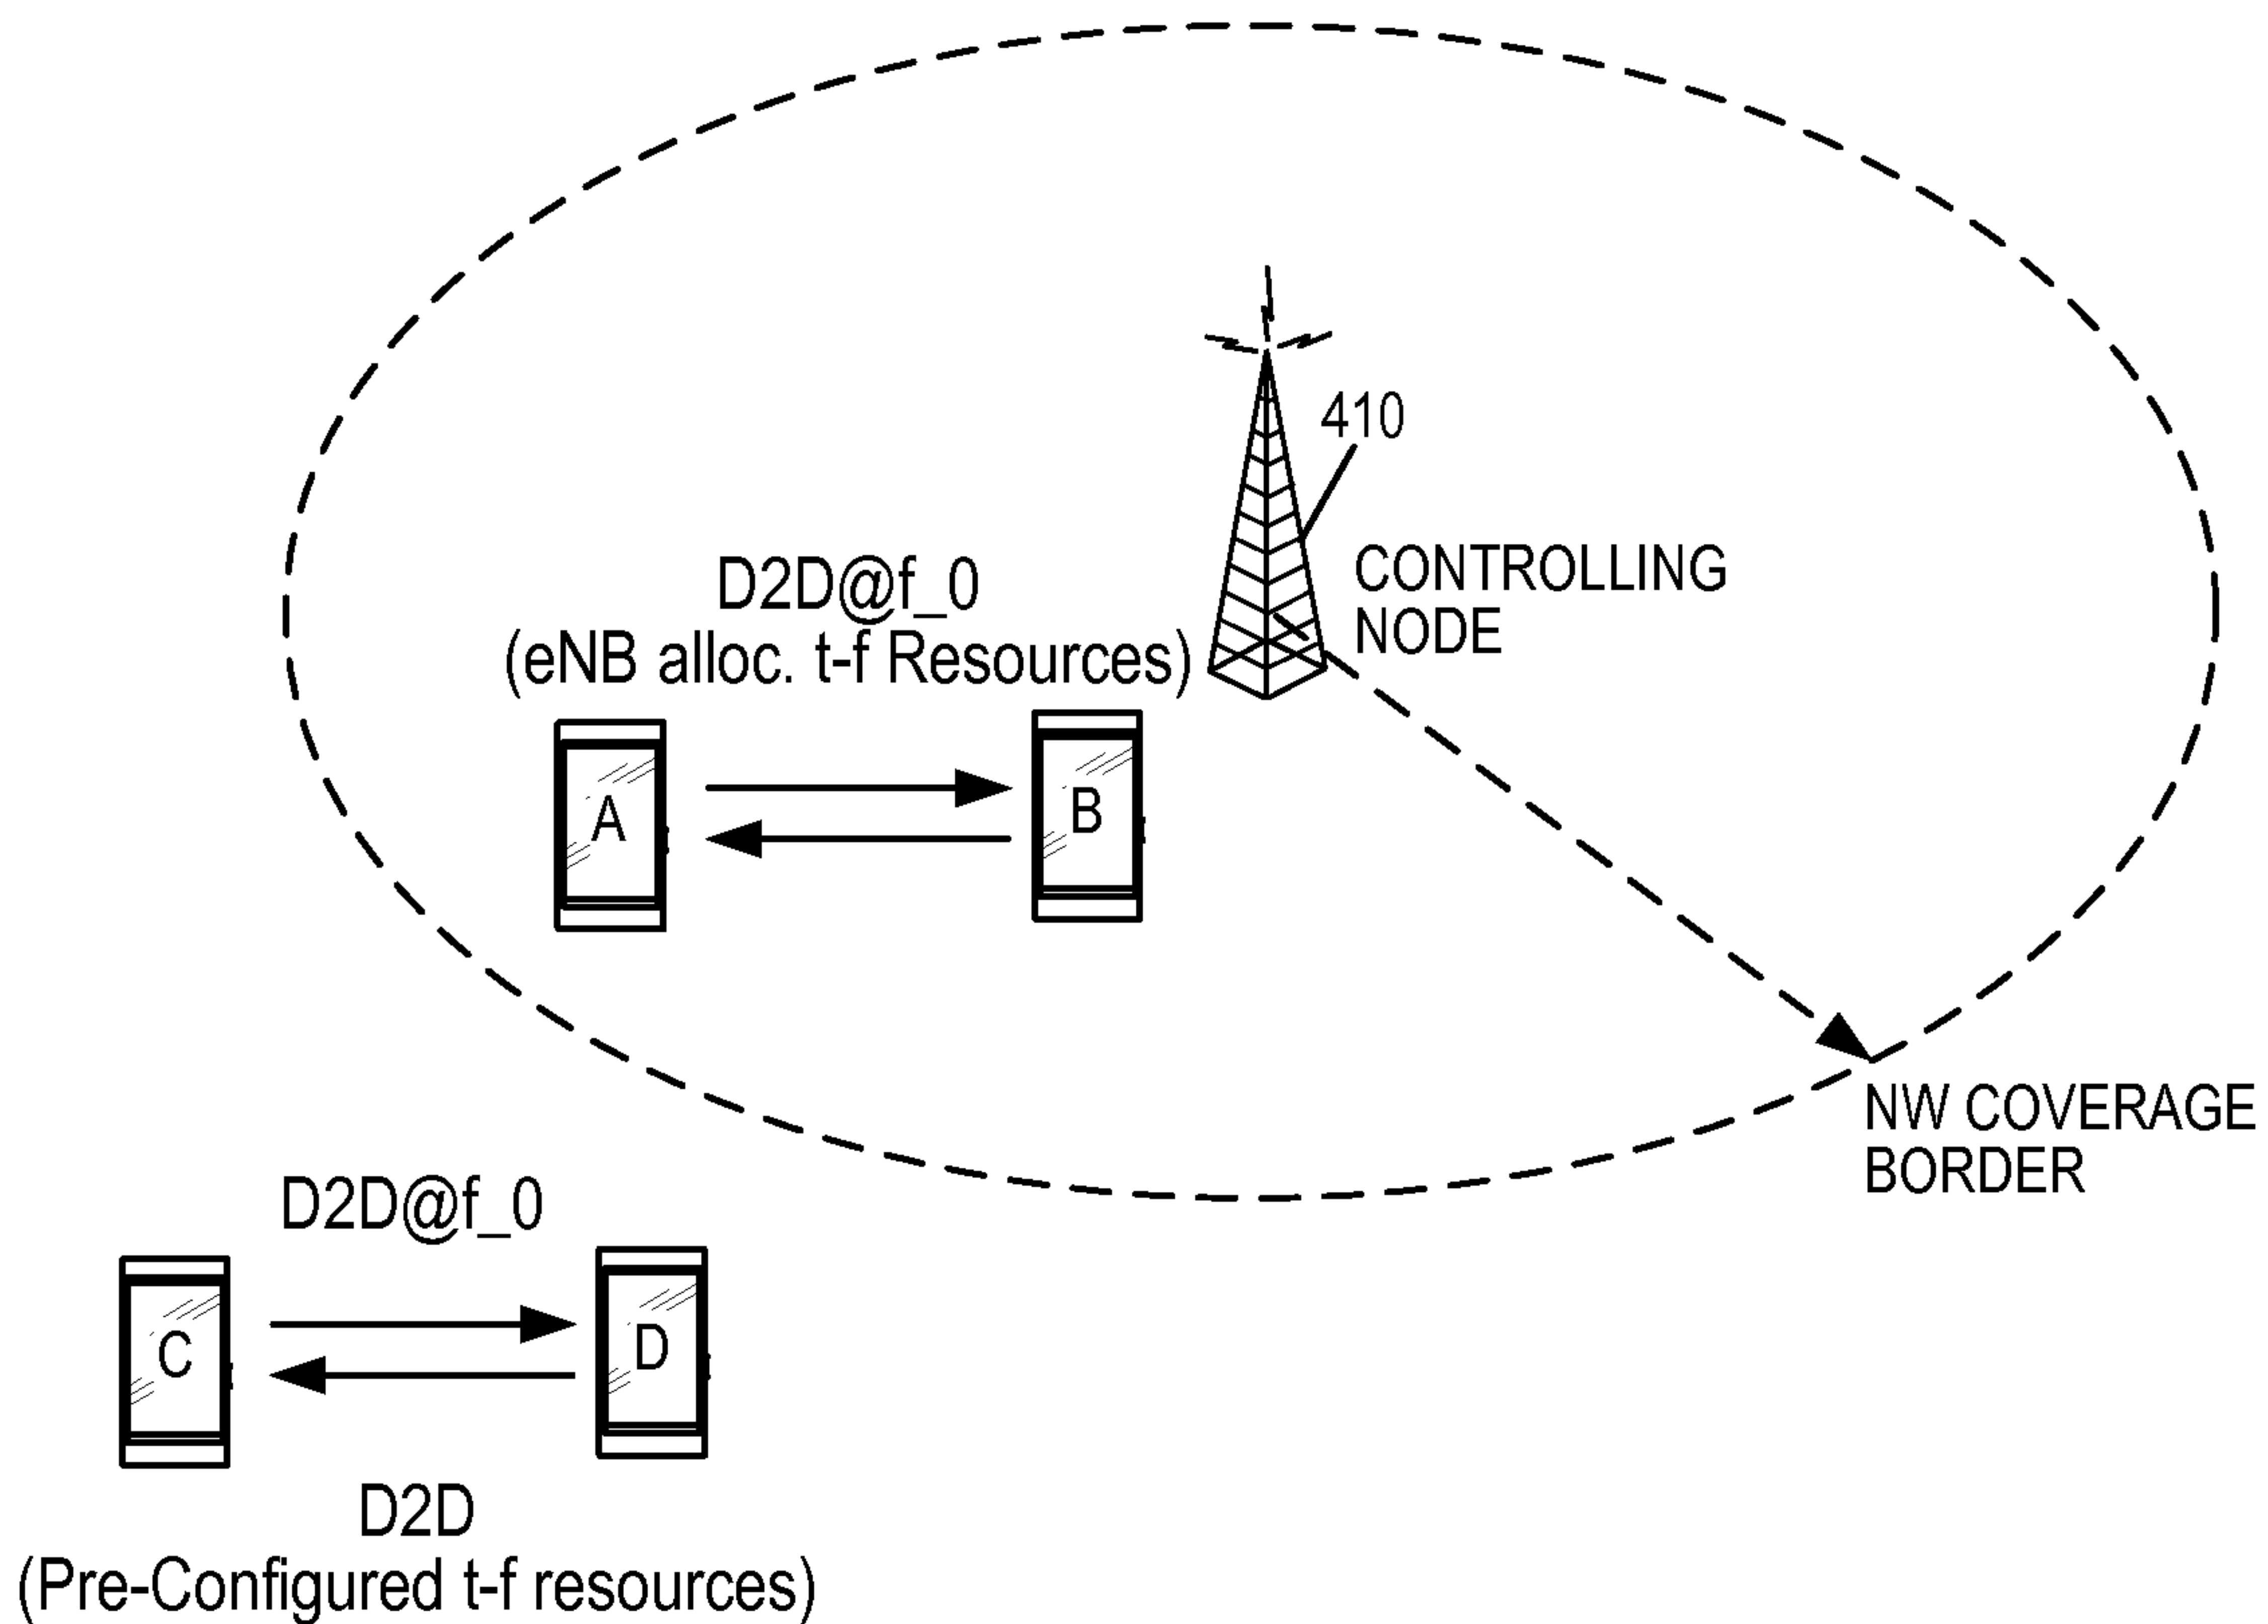 410
CONTROLLING
NODE
D2D@f_0
(eNB alloc. t-f Resources)
A
B
NW COVERAGE
BORDER
D2D@f_0
C
D
D2D
(Pre-Configured t-f resources)